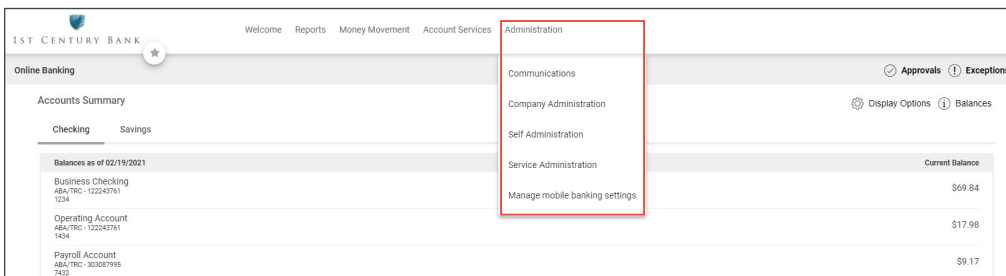 1ST CENTURY BANK
Welcome Reports Money Movement Account Services Administration
Online Banking
Approvals Exceptions
Communications
Accounts Summary
Display Options Balances
Company Administration
Checking Savings
Self Administration
Service Administration
Balances as of 02/19/2021 Current Balance
Business Checking
ABA/TRC - 122243761
1234
$69.84
Manage mobile banking settings
Operating Account
ABA/TRC - 122243761
1434
$17.98
Payroll Account
ABA/TRC - 303087995
7432
$9.17